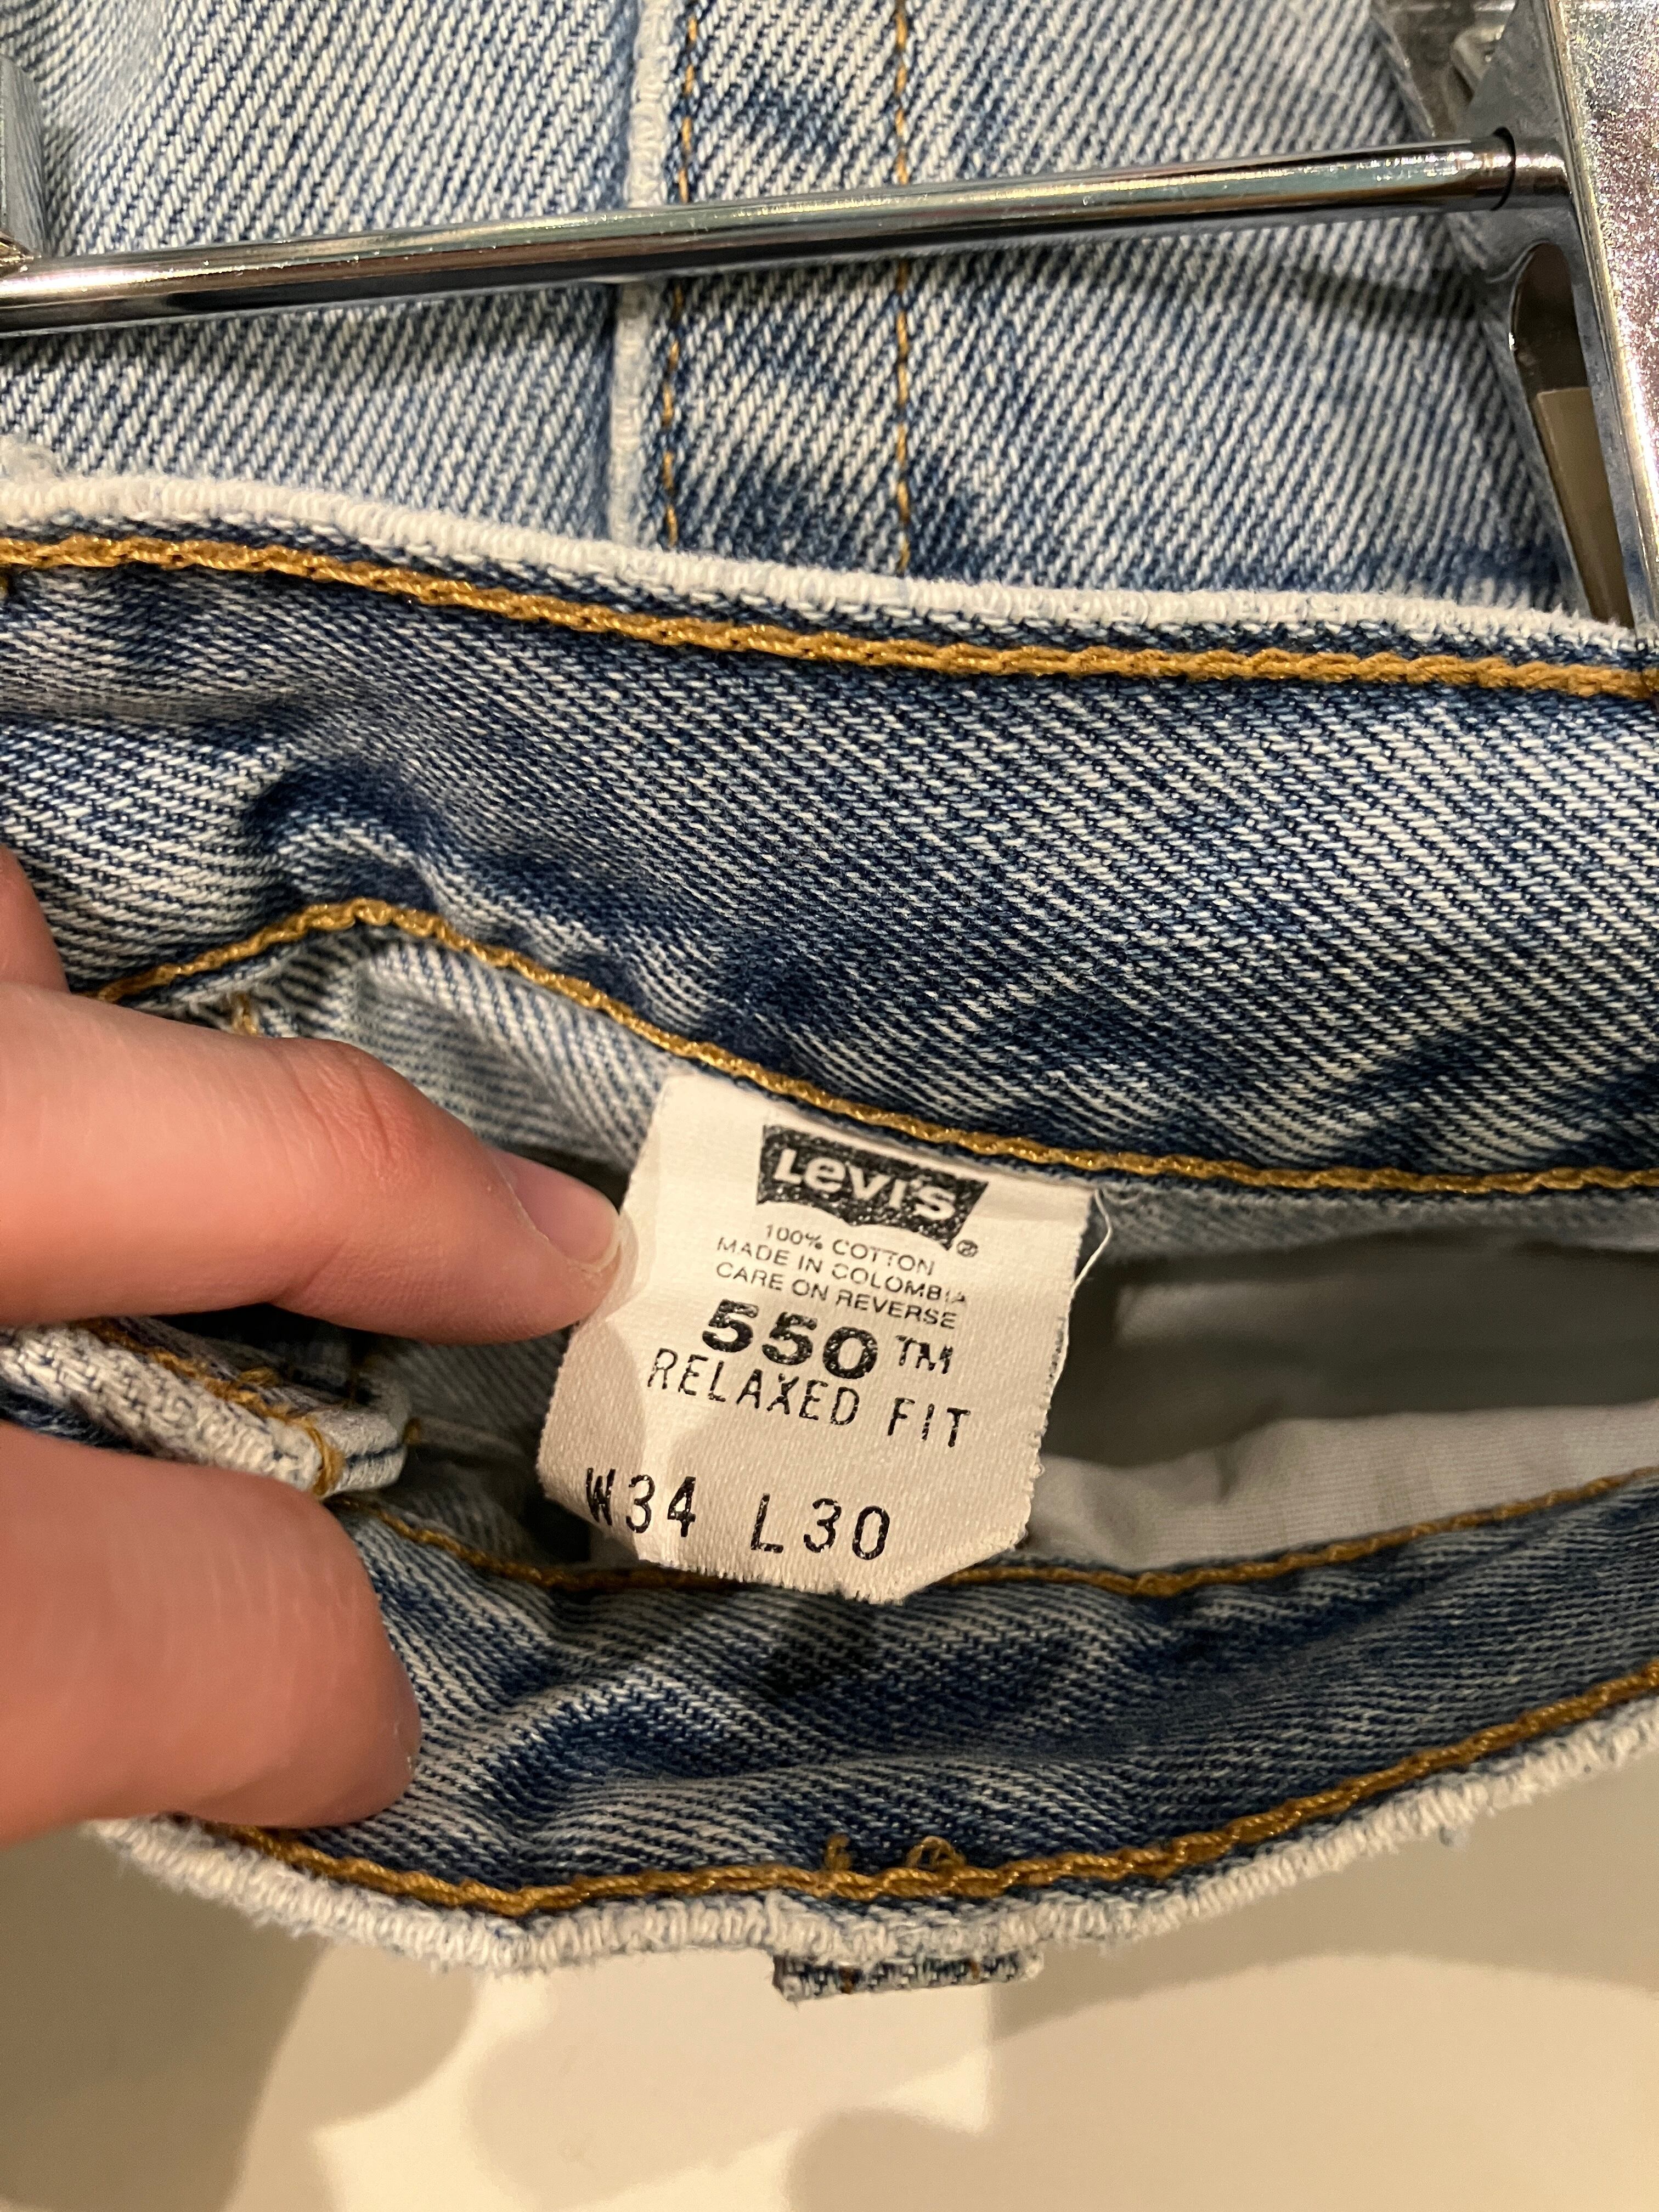 Levi's®
100% COTTON
MADE IN COLOMBIA
CARE ON REVERSE
550™
RELAXED FIT
W34 L30